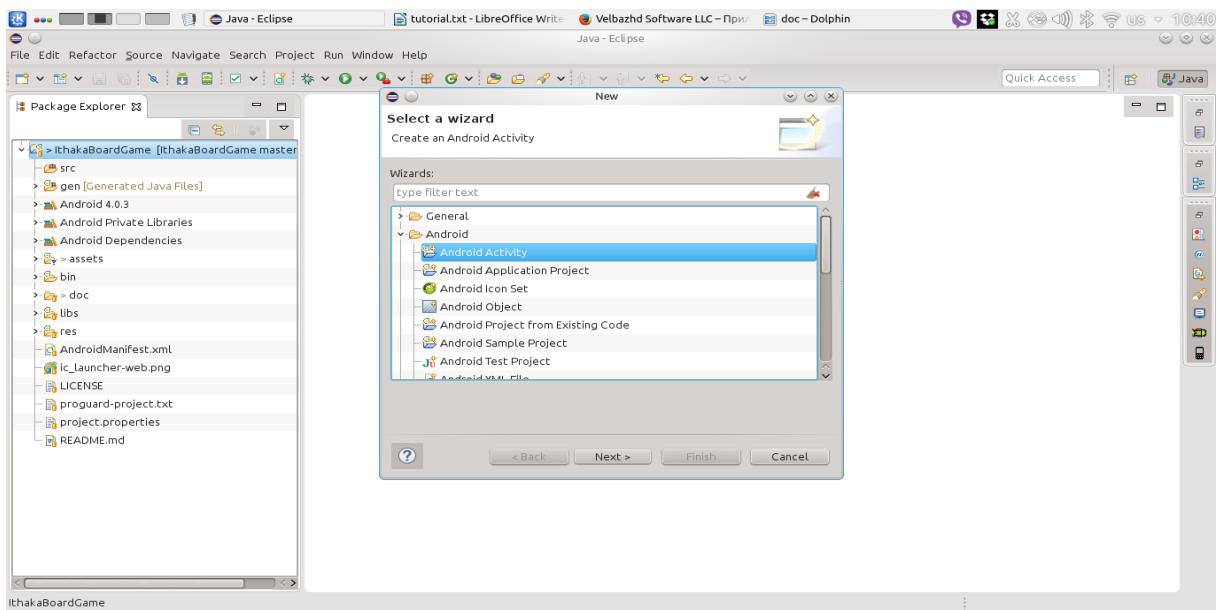 Java - Eclipse
tutorial.txt - LibreOffice Write
Velbazhd Software LLC – При
doc – Dolphin
us
10:40
Java - Eclipse
File Edit Refactor Source Navigate Search Project Run Window Help
Quick Access
Java
Package Explorer
> IthakaBoardGame [IthakaBoardGame master
src
gen [Generated Java Files]
Android 4.0.3
Android Private Libraries
Android Dependencies
> assets
bin
> doc
libs
res
AndroidManifest.xml
ic_launcher-web.png
LICENSE
proguard-project.txt
project.properties
README.md
New
Select a wizard
Create an Android Activity
Wizards:
type filter text
General
Android
Android Activity
Android Application Project
Android Icon Set
Android Object
Android Project from Existing Code
Android Sample Project
Android Test Project
Android XML File
< Back
Next >
Finish
Cancel
IthakaBoardGame